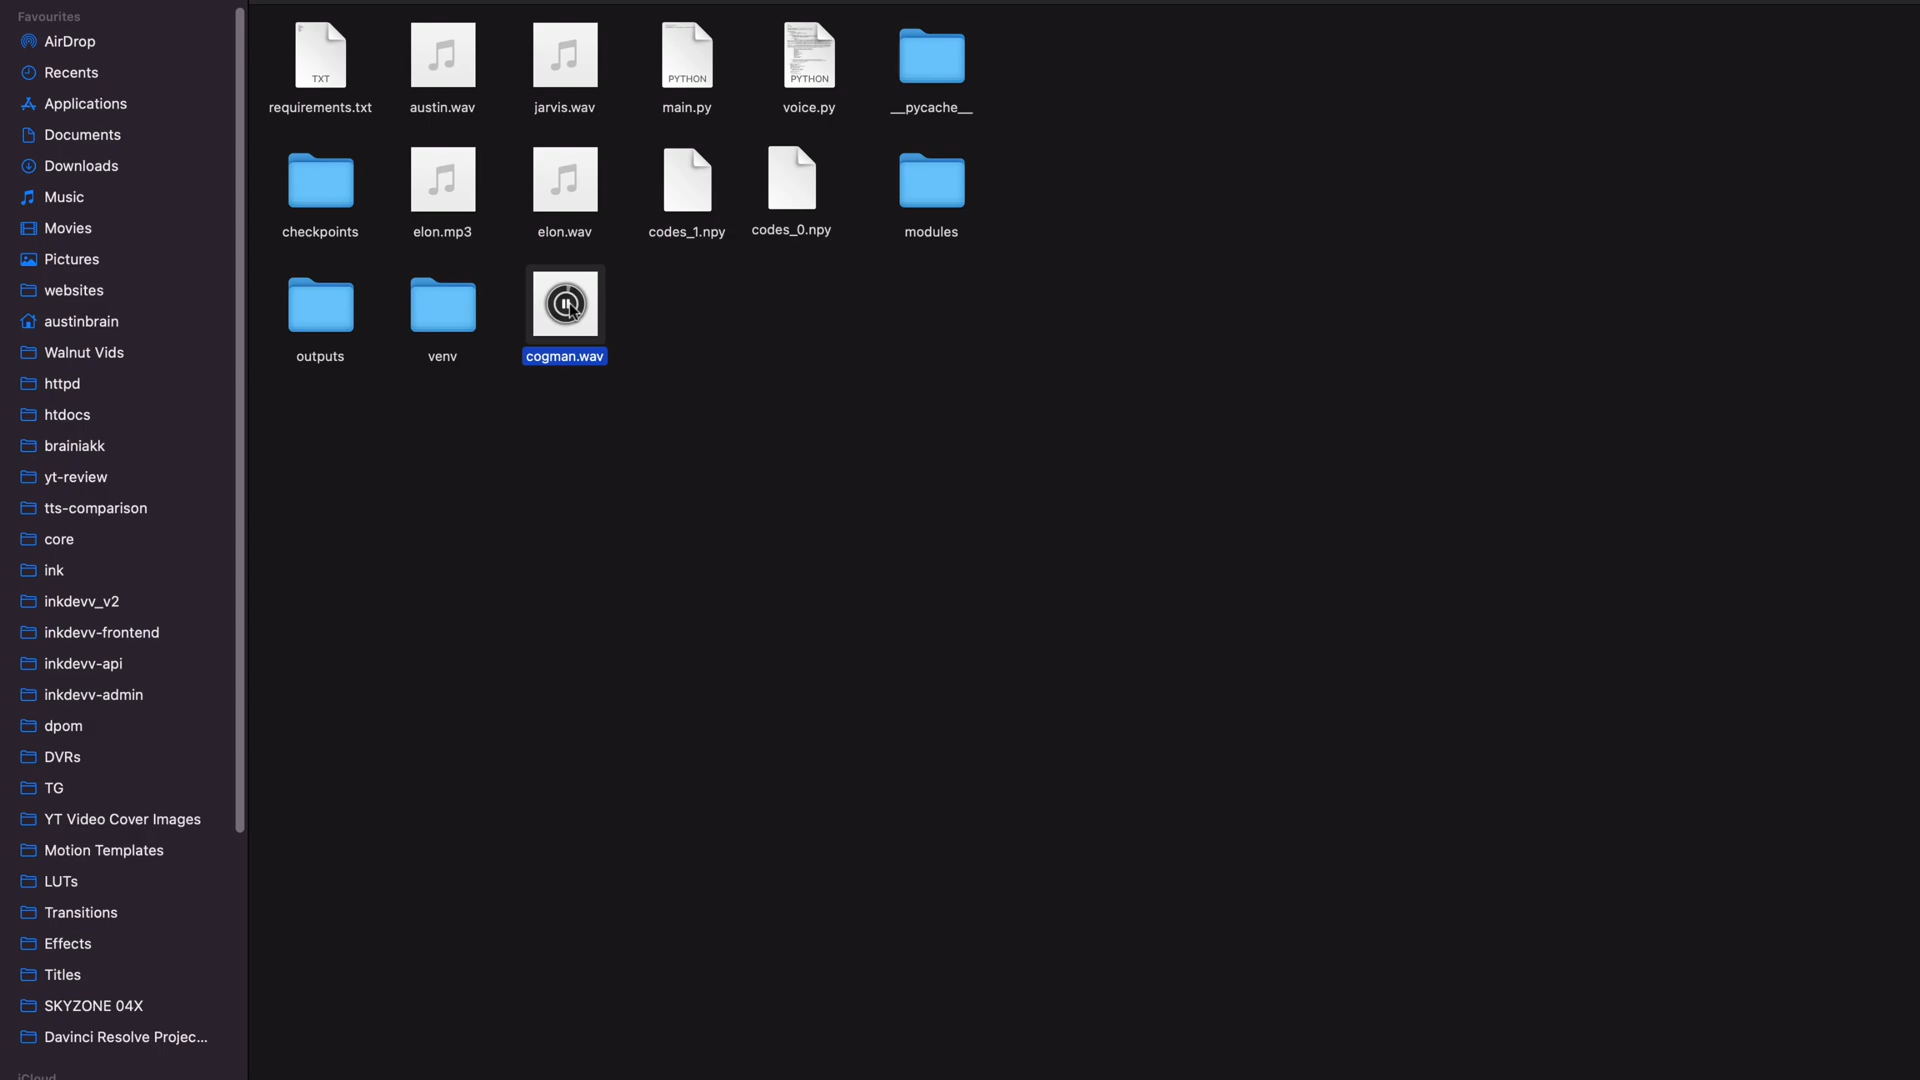 Favourites
AirDrop
Recents
Applications
Documents
Downloads
Music
Movies
Pictures
websites
austinbrain
Walnut Vids
httpd
htdocs
brainiakk
yt-review
tts-comparison
core
ink
inkdevv_v2
inkdevv-frontend
inkdevv-api
inkdevv-admin
dpom
DVRs
TG
YT Video Cover Images
Motion Templates
LUTs
Transitions
Effects
Titles
SKYZONE 04X
Davinci Resolve Projec...
iCloud
TXT
PYTHON
PYTHON
requirements.txt
austin.wav
jarvis.wav
main.py
voice.py
__pycache__
checkpoints
elon.mp3
elon.wav
codes_1.npy
codes_0.npy
modules
outputs
venv
cogman.wav